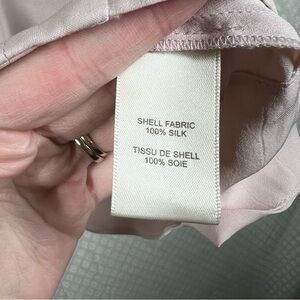 SHELL FABRIC
100% SILK
TISSU DE SHELL
100% SOIE